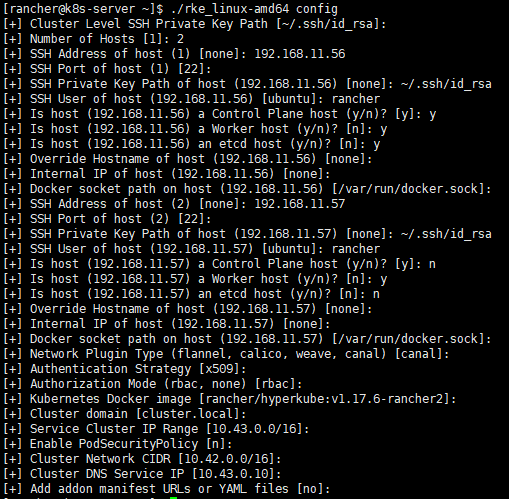 [rancher@k8s-server ~]$ ./rke_linux-amd64 config
[+] Cluster Level SSH Private Key Path [~/.ssh/id_rsa]:
[+] Number of Hosts [1]: 2
[+] SSH Address of host (1) [none]: 192.168.11.56
[+] SSH Port of host (1) [22]:
[+] SSH Private Key Path of host (192.168.11.56) [none]: ~/.ssh/id_rsa
[+] SSH User of host (192.168.11.56) [ubuntu]: rancher
[+] Is host (192.168.11.56) a Control Plane host (y/n)? [y]: y
[+] Is host (192.168.11.56) a Worker host (y/n)? [n]: y
[+] Is host (192.168.11.56) an etcd host (y/n)? [n]: y
[+] Override Hostname of host (192.168.11.56) [none]:
[+] Internal IP of host (192.168.11.56) [none]:
[+] Docker socket path on host (192.168.11.56) [/var/run/docker.sock]:
[+] SSH Address of host (2) [none]: 192.168.11.57
[+] SSH Port of host (2) [22]:
[+] SSH Private Key Path of host (192.168.11.57) [none]: ~/.ssh/id_rsa
[+] SSH User of host (192.168.11.57) [ubuntu]: rancher
[+] Is host (192.168.11.57) a Control Plane host (y/n)? [y]: n
[+] Is host (192.168.11.57) a Worker host (y/n)? [n]: y
[+] Is host (192.168.11.57) an etcd host (y/n)? [n]: n
[+] Override Hostname of host (192.168.11.57) [none]:
[+] Internal IP of host (192.168.11.57) [none]:
[+] Docker socket path on host (192.168.11.57) [/var/run/docker.sock]:
[+] Network Plugin Type (flannel, calico, weave, canal) [canal]:
[+] Authentication Strategy [x509]:
[+] Authorization Mode (rbac, none) [rbac]:
[+] Kubernetes Docker image [rancher/hyperkube:v1.17.6-rancher2]:
[+] Cluster domain [cluster.local]:
[+] Service Cluster IP Range [10.43.0.0/16]:
[+] Enable PodSecurityPolicy [n]:
[+] Cluster Network CIDR [10.42.0.0/16]:
[+] Cluster DNS Service IP [10.43.0.10]:
[+] Add addon manifest URLs or YAML files [no]: